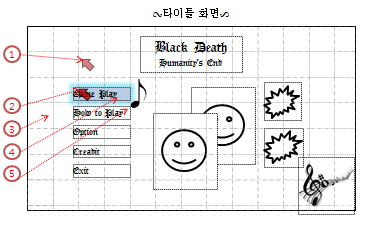 ∾타이틀 화면∽
Black Death
Humanity's End
1
2
3
4
5
Game Play
How to Play
Option
Creadit
Exit